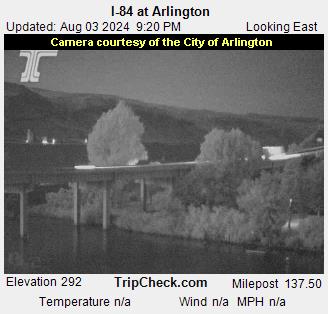 I-84 at Arlington
Updated: Aug 03 2024 9:20 PM Looking East
Camera courtesy of the City of Arlington
Elevation 292 TripCheck.com Milepost 137.50
Temperature n/a Wind n/a MPH n/a